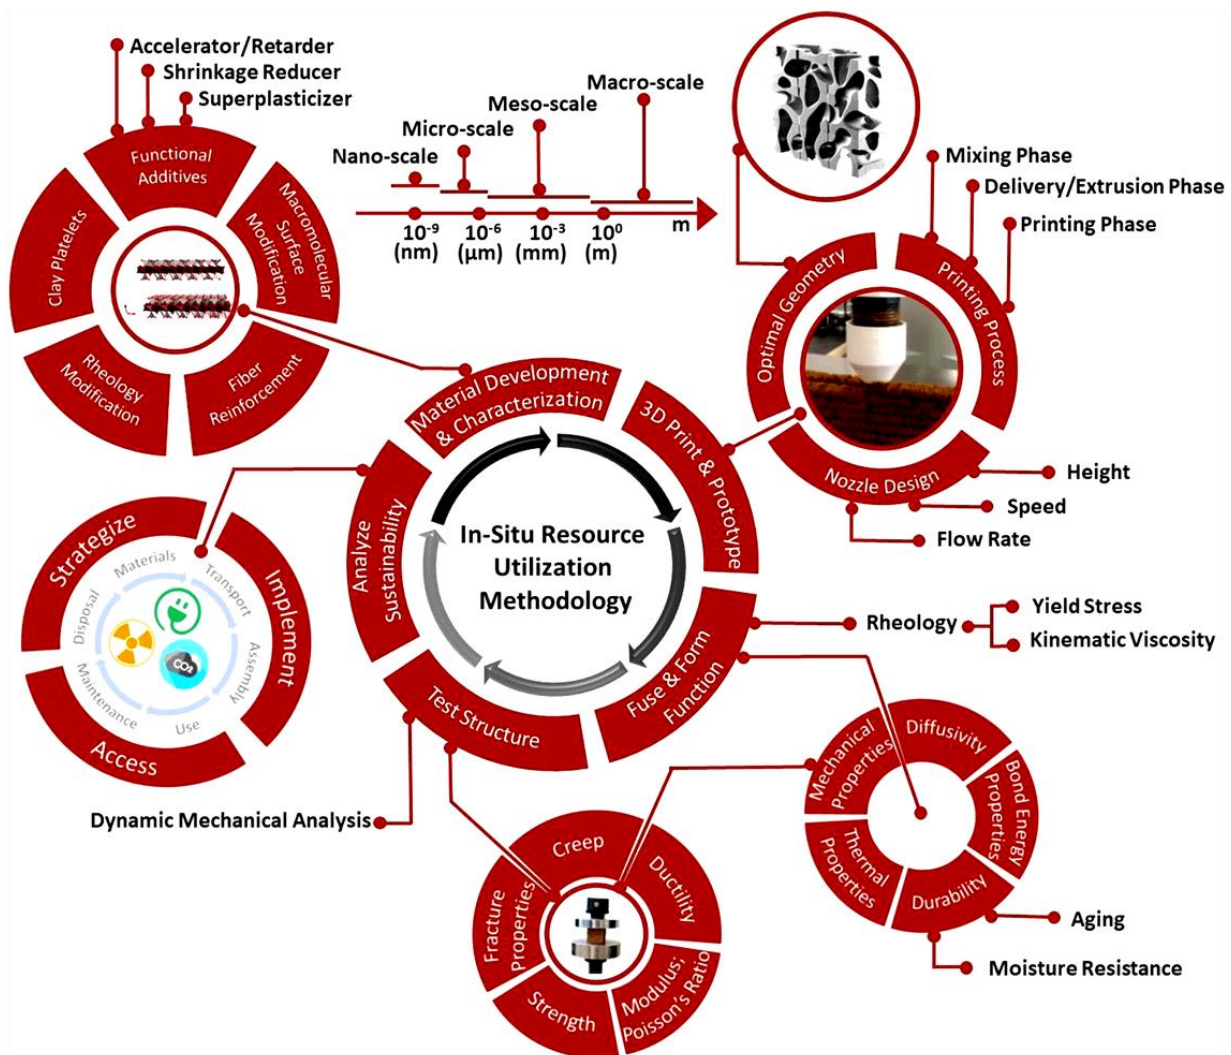 Accelerator/Retarder
Shrinkage Reducer
Superplasticizer
Functional
Additives
Macromolecular
Surface
Modification
Fiber
Reinforcement
Rheology
Modification
Clay Platelets
Nano-scale
Micro-scale
Meso-scale
Macro-scale
10-9
(nm)
10-6
(μm)
10-3
(mm)
10⁰
(m)
m
Mixing Phase
Delivery/Extrusion Phase
Printing Phase
Optimal Geometry
Printing Process
Nozzle Design
Height
Speed
Flow Rate
Material Development
& Characterization
3D Print & Prototype
Fuse & Form
Function
Test Structure
Analyze
Sustainability
In-Situ Resource
Utilization
Methodology
Strategize
Implement
Access
Materials
Transport
Assembly
Use
Maintenance
Disposal
CO2
Rheology
Yield Stress
Kinematic Viscosity
Mechanical
Properties
Diffusivity
Bond Energy
Properties
Durability
Thermal
Properties
Aging
Moisture Resistance
Dynamic Mechanical Analysis
Creep
Ductility
Modulus;
Poisson's Ratio
Strength
Fracture
Properties